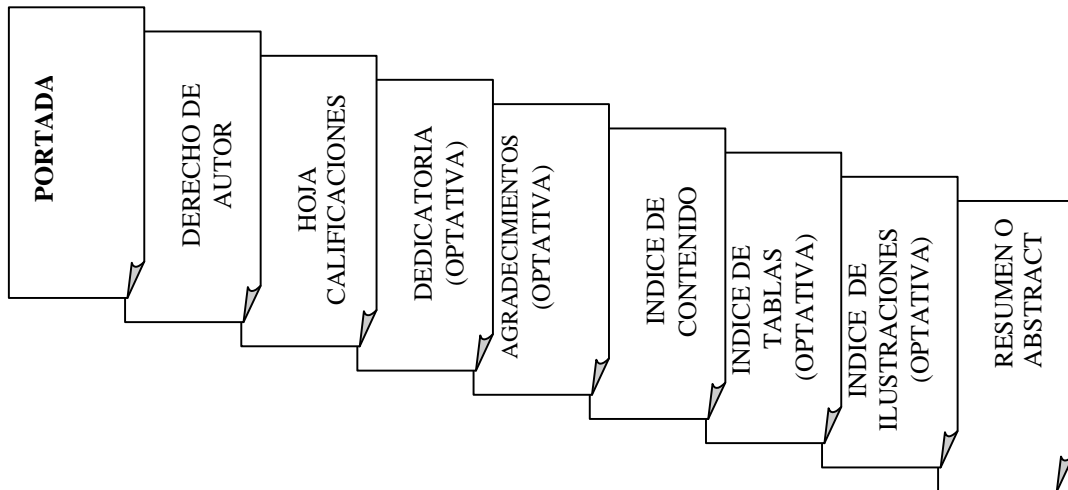 PORTADA
DERECHO DE
AUTOR
HOJA
CALIFICACIONES
DEDICATORIA
(OPTATIVA)
AGRADECIMIENTOS
(OPTATIVA)
INDICE DE
CONTENIDO
INDICE DE
TABLAS
(OPTATIVA)
INDICE DE
ILUSTRACIONES
(OPTATIVA)
RESUMEN O
ABSTRACT